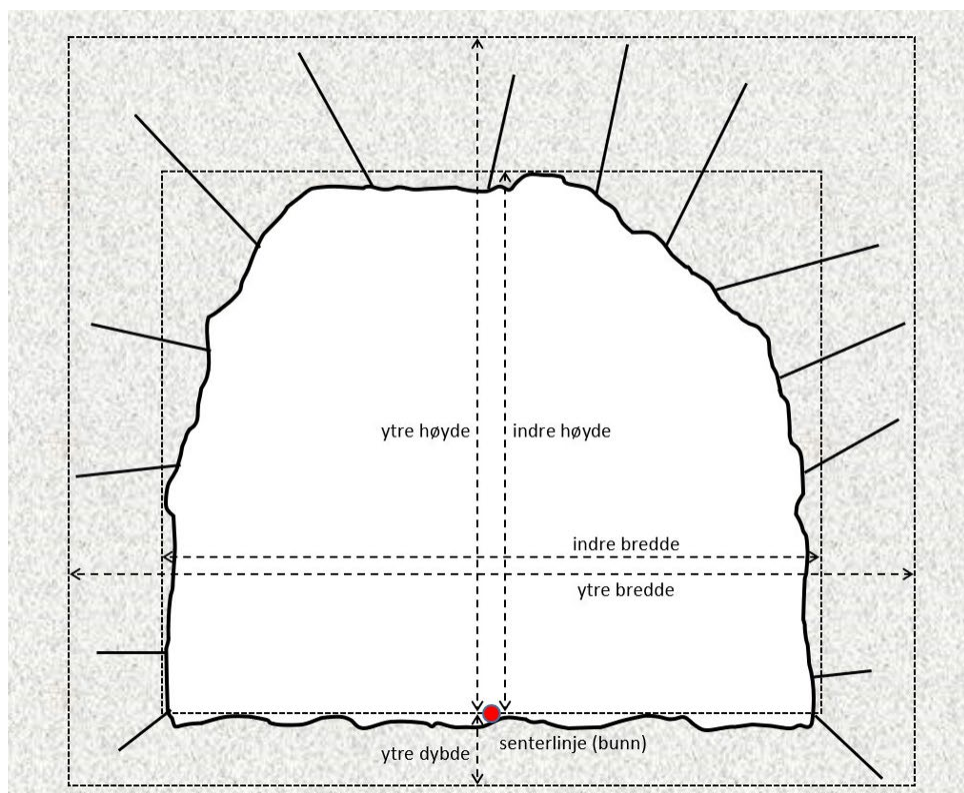 ytre høyde
indre høyde
indre bredde
ytre bredde
senterlinje (bunn)
ytre dybde